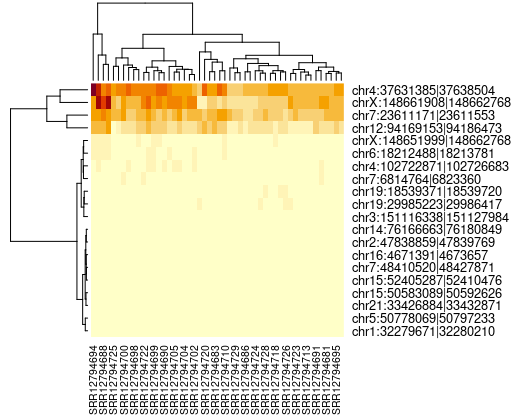 chr4:37631385|37638504
chrX:148661908|148662768
chr7:23611171|23611553
chr12:94169153|94186473
chrX:148651999|148662768
chr6:18212488|18213781
chr4:102722871|102726683
chr7:6814764|6823360
chr19:18539371|18539720
chr19:29985223|29986417
chr3:151116338|151127984
chr14:76166663|76180849
chr2:47838859|47839769
chr16:4671391|4673657
chr7:48410520|48427871
chr15:52405287|52410476
chr15:50583089|50592626
chr21:33426884|33432871
chr5:50778069|50797233
chr1:32279671|32280210
SRR12794694
SRR12794688
SRR12794725
SRR12794700
SRR12794698
SRR12794722
SRR12794699
SRR12794690
SRR12794705
SRR12794704
SRR12794702
SRR12794720
SRR12794683
SRR12794710
SRR12794729
SRR12794686
SRR12794724
SRR12794728
SRR12794718
SRR12794726
SRR12794723
SRR12794713
SRR12794691
SRR12794681
SRR12794695